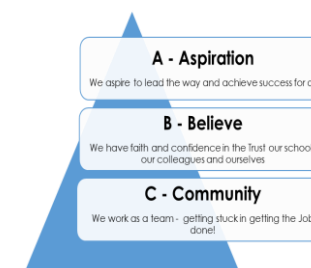 A - Aspiration
We aspire to lead the way and achieve success for
B - Believe
We have faith and confidence in the Trust our
our colleagues and ourselves
C - Community
We work as a team - getting stuck in getting the Job
done!